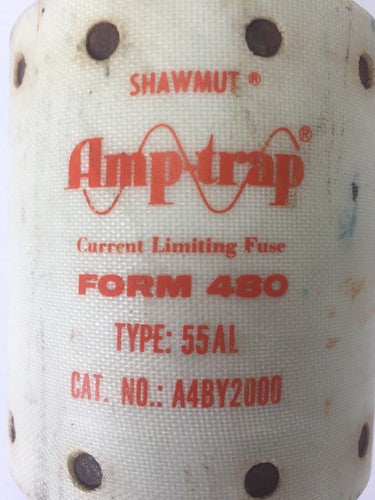 SHAWMUT ®
Amp-trap ®
Current Limiting Fuse
FORM 480
TYPE: 55AL
CAT. NO.: A4BY2000